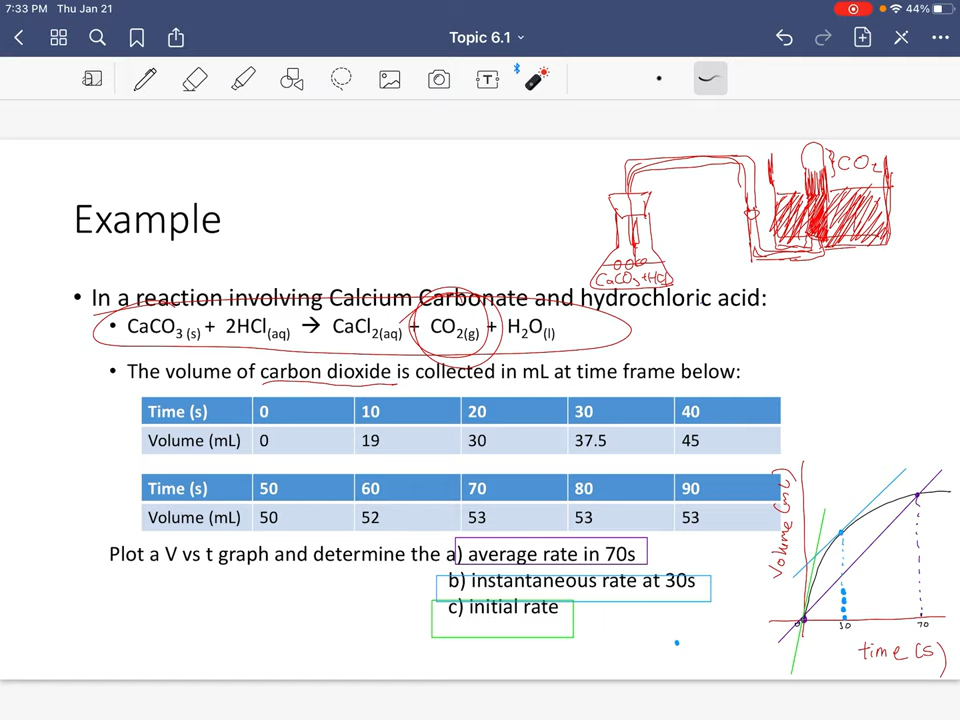 7:33 PM Thu Jan 21
44%
Topic 6.1
T
CO2
Example
CaCO3 + HCl
• In a reaction involving Calcium Carbonate and hydrochloric acid:
• CaCO3 (s) + 2HCl(aq) → CaCl2(aq) + CO2(g) + H2O(l)
• The volume of carbon dioxide is collected in mL at time frame below:
Time (s) 0 10 20 30 40
Volume (mL) 0 19 30 37.5 45
Time (s) 50 60 70 80 90
Volume (mL) 50 52 53 53 53
Plot a V vs t graph and determine the a) average rate in 70s
b) instantaneous rate at 30s
c) initial rate
Volume (mL)
0 30 70
time (s)